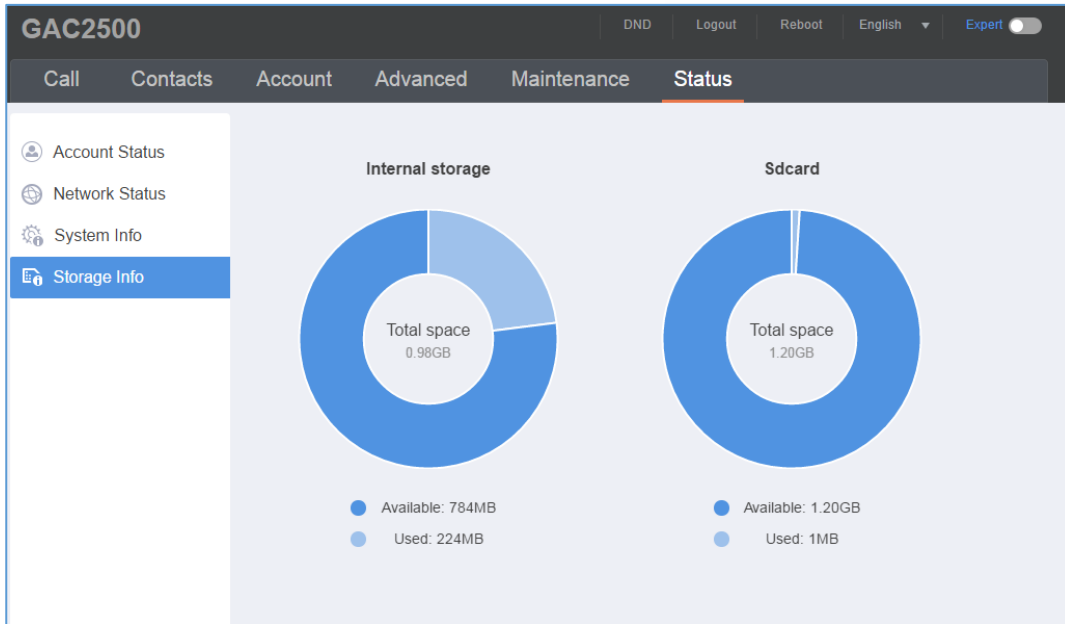 GAC2500
DND Logout Reboot English Expert
Call Contacts Account Advanced Maintenance Status
Account Status
Network Status
System Info
Storage Info
Internal storage
Total space
0.98GB
Available: 784MB
Used: 224MB
Sdcard
Total space
1.20GB
Available: 1.20GB
Used: 1MB